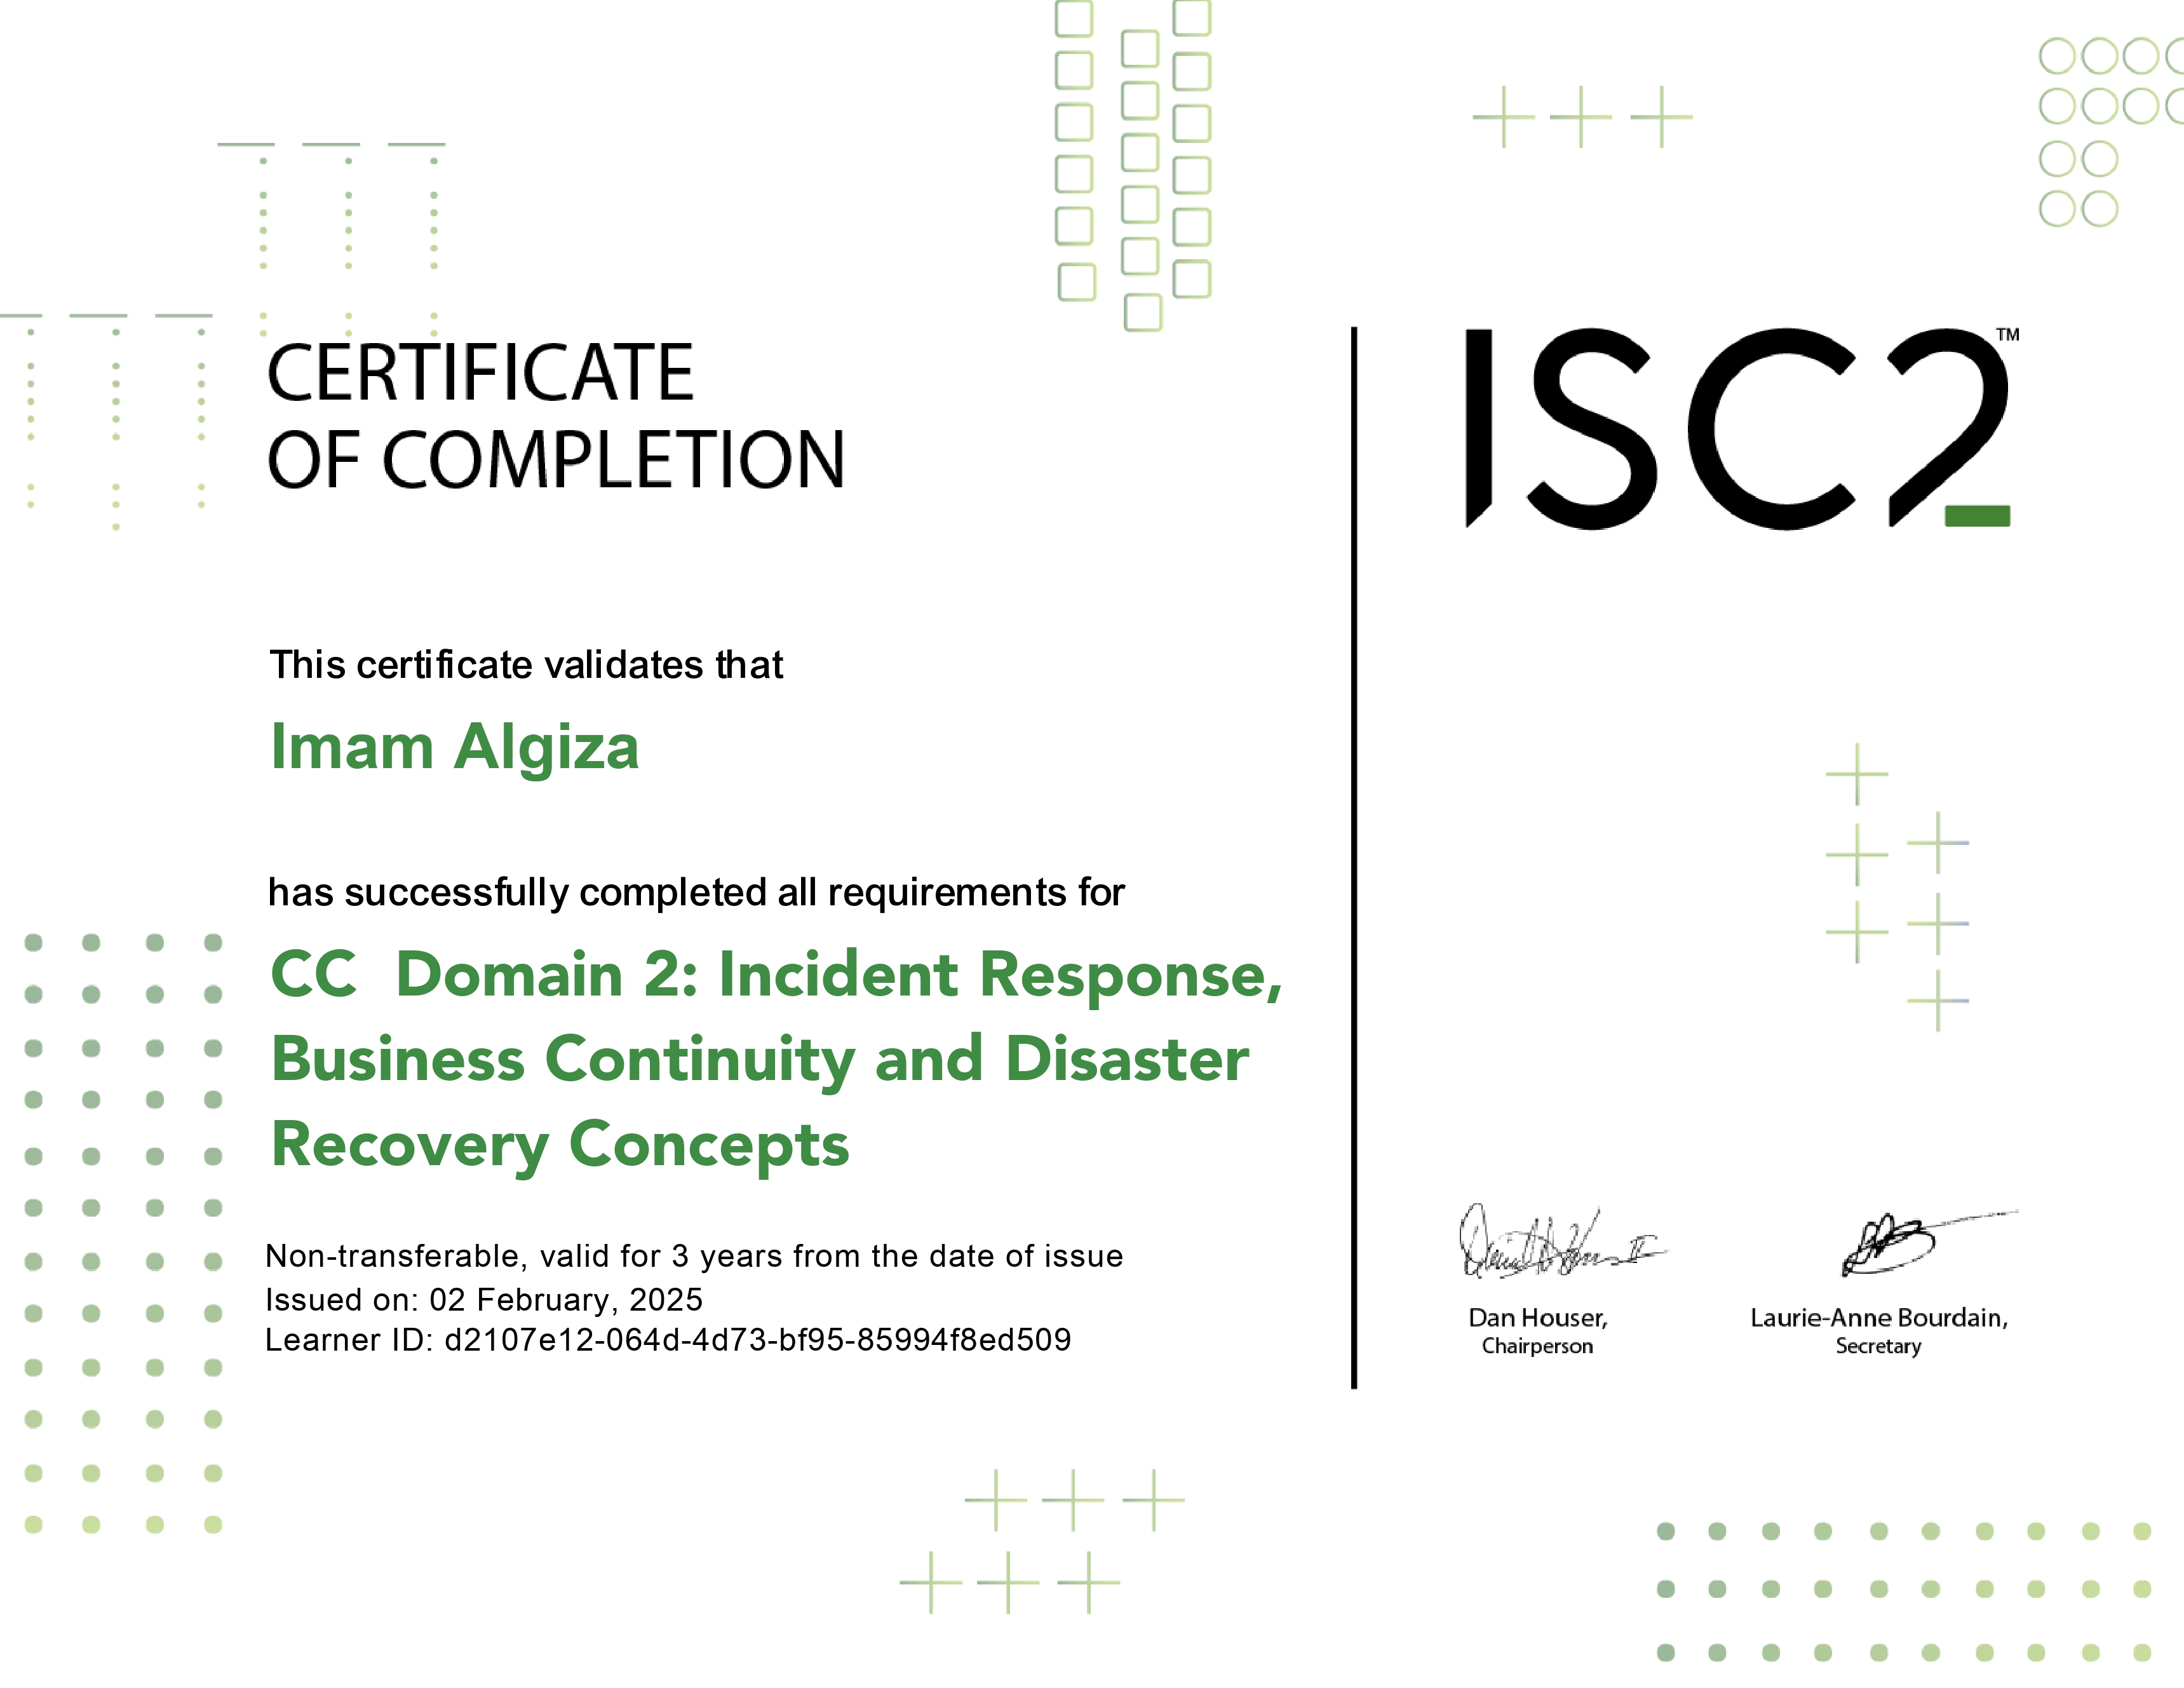 CERTIFICATE
OF COMPLETION
ISC2™
This certificate validates that
Imam Algiza
has successfully completed all requirements for
CC  Domain 2: Incident Response,
Business Continuity and Disaster
Recovery Concepts
Non-transferable, valid for 3 years from the date of issue
Issued on: 02 February, 2025
Learner ID: d2107e12-064d-4d73-bf95-85994f8ed509
Dan Houser,
Chairperson
Laurie-Anne Bourdain,
Secretary